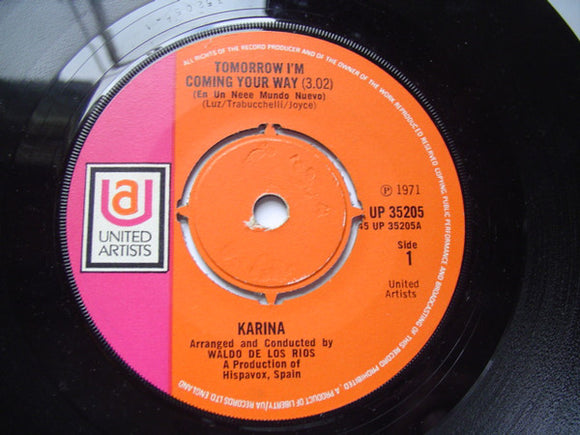 ALL RIGHTS OF THE RECORD PRODUCER AND OF THE OWNER OF THE WORK REPRODUCED RESERVED. COPYING PUBLIC PERFORMANCE AND BROADCASTING OF THIS RECORD PROHIBITED. A PRODUCT OF LIBERTY/UA RECORDS LTD. ENGLAND
TOMORROW I'M
COMING YOUR WAY (3.02)
(En Un Neee Mundo Nuevo)
(Luz/Trabucchelli/Joyce)
UA
UNITED
ARTISTS
℗ 1971
UP 35205
45 UP 35205A
Side
1
United
Artists
KARINA
Arranged and Conducted by
WALDO DE LOS RIOS
A Production of
Hispavox, Spain